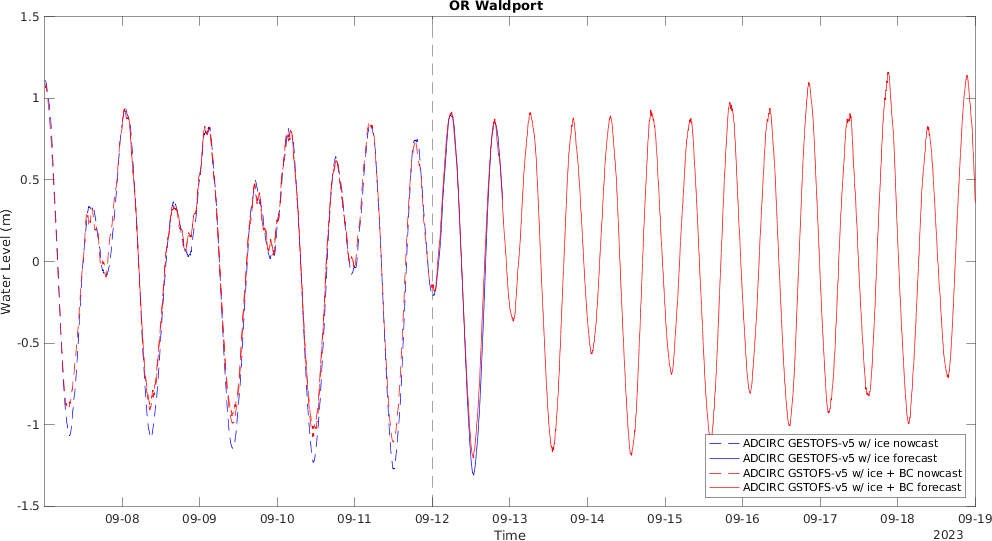 OR Waldport
1.5
1
0.5
0
-0.5
-1
-1.5
Water Level (m)
09-08
09-09
09-10
09-11
09-12
09-13
09-14
09-15
09-16
09-17
09-18
09-19
Time
2023
ADCIRC GESTOFS-v5 w/ ice nowcast
ADCIRC GESTOFS-v5 w/ ice forecast
ADCIRC GSTOFS-v5 w/ ice + BC nowcast
ADCIRC GSTOFS-v5 w/ ice + BC forecast